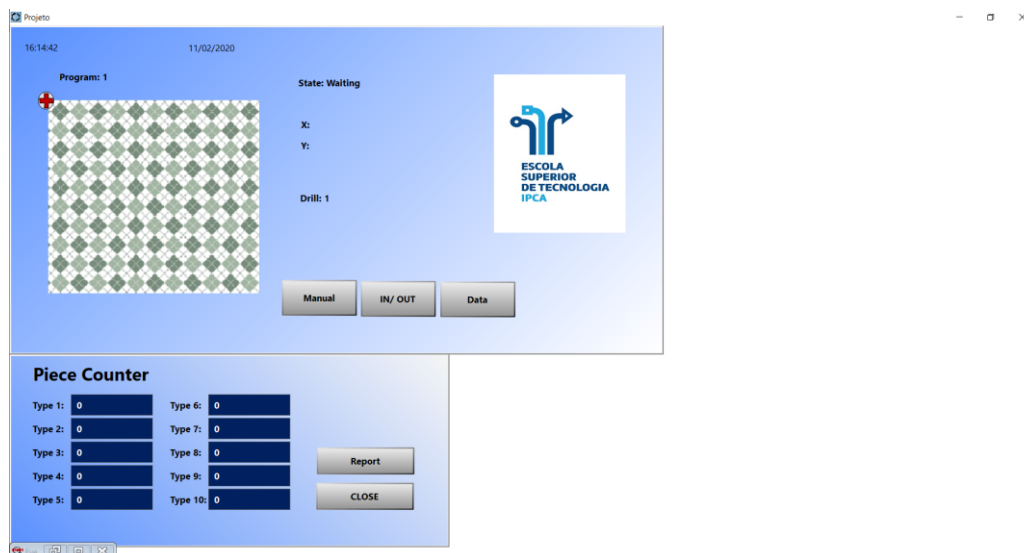 Projeto
16:14:42 11/02/2020
Program: 1
State: Waiting
X:
Y:
Drill: 1
ESCOLA
SUPERIOR
DE TECNOLOGIA
IPCA
Manual IN/ OUT Data
Piece Counter
Type 1: 0 Type 6: 0
Type 2: 0 Type 7: 0
Type 3: 0 Type 8: 0
Type 4: 0 Type 9: 0
Type 5: 0 Type 10: 0
Report
CLOSE